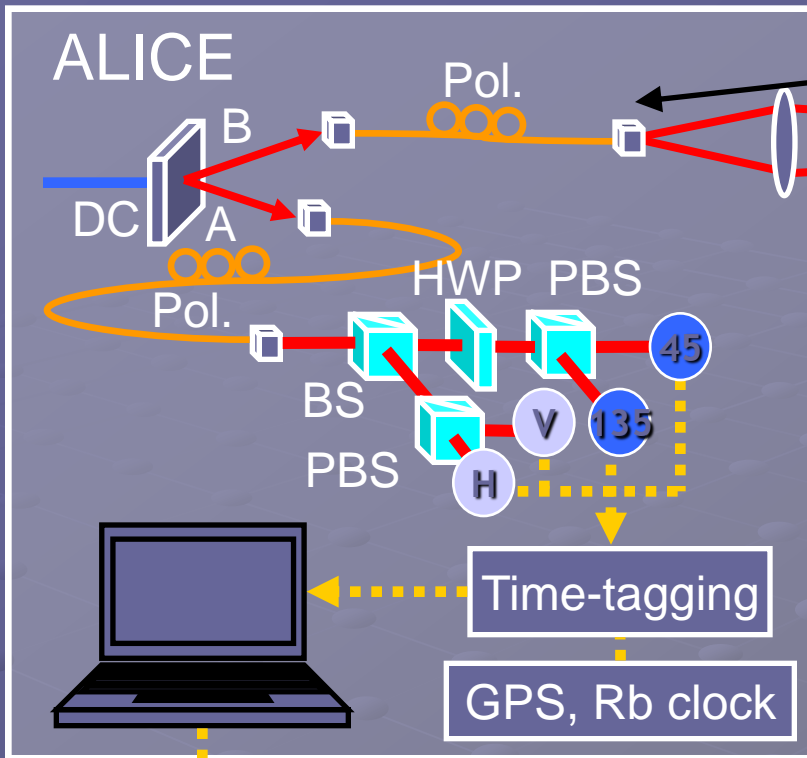 ALICE
Pol.
B
DC
A
Pol.
HWP
PBS
45
BS
V
135
PBS
H
Time-tagging
GPS, Rb clock